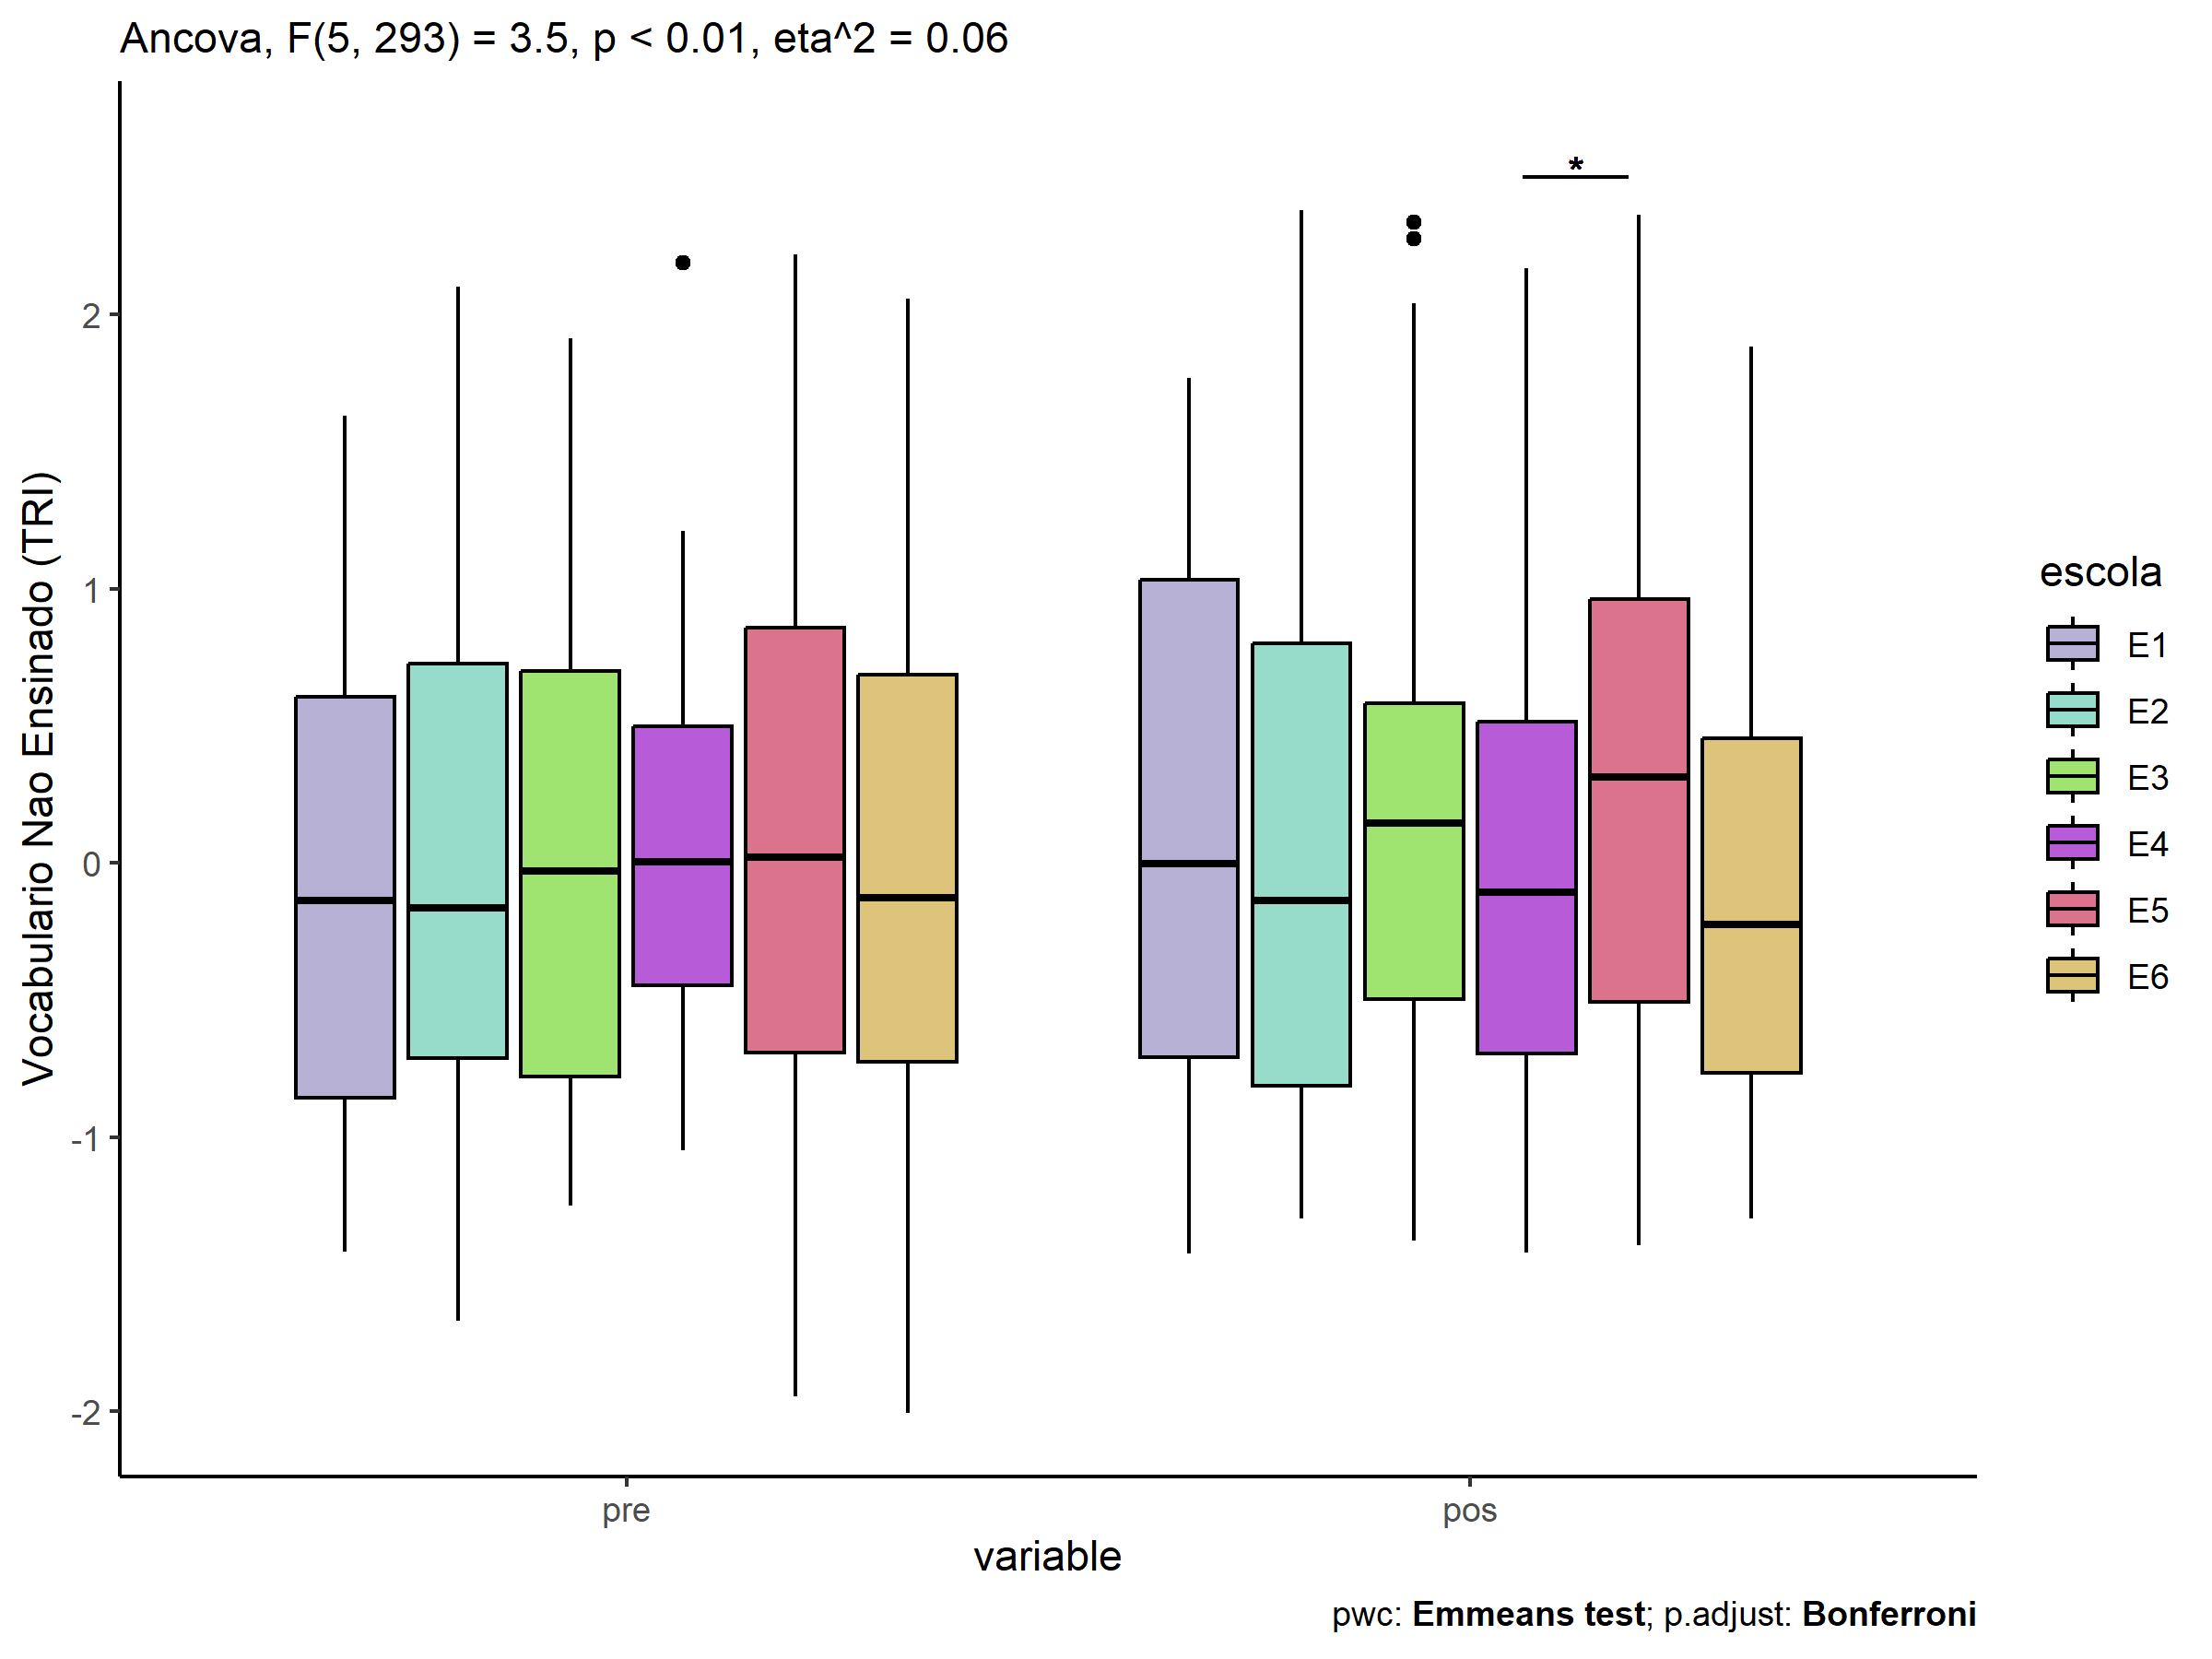 Ancova, F(5, 293) = 3.5, p < 0.01, eta^2 = 0.06
Vocabulario Nao Ensinado (TRI)
2
1
0
-1
-2
*
pre
pos
variable
escola
E1
E2
E3
E4
E5
E6
pwc: Emmeans test; p.adjust: Bonferroni